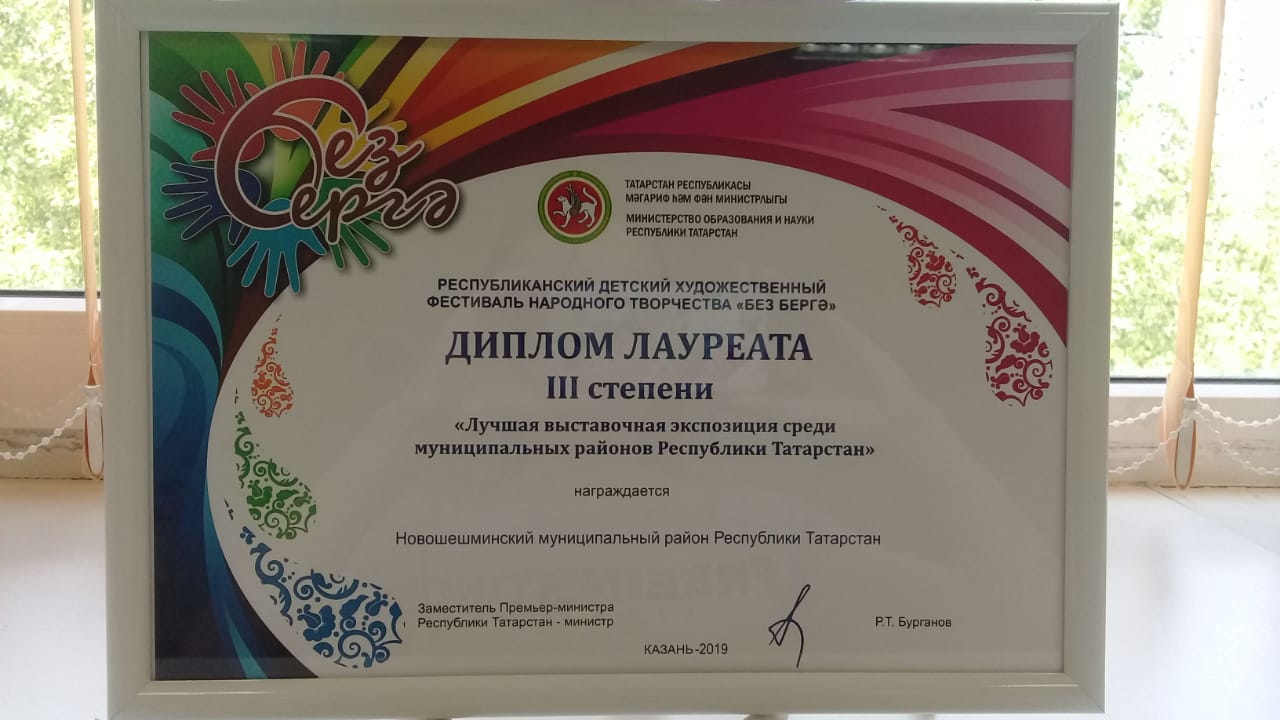 Без
бергә
ТАТАРСТАН РЕСПУБЛИКАСЫ
МӘГАРИФ ҺӘМ ФӘН МИНИСТРЛЫГЫ
МИНИСТЕРСТВО ОБРАЗОВАНИЯ И НАУКИ
РЕСПУБЛИКИ ТАТАРСТАН
РЕСПУБЛИКАНСКИЙ ДЕТСКИЙ ХУДОЖЕСТВЕННЫЙ
ФЕСТИВАЛЬ НАРОДНОГО ТВОРЧЕСТВА «БЕЗ БЕРГӘ»
ДИПЛОМ ЛАУРЕАТА
III степени
«Лучшая выставочная экспозиция среди
муниципальных районов Республики Татарстан»
награждается
Новошешминский муниципальный район Республики Татарстан
Заместитель Премьер-министра
Республики Татарстан - министр
Р.Т. Бурганов
КАЗАНЬ-2019